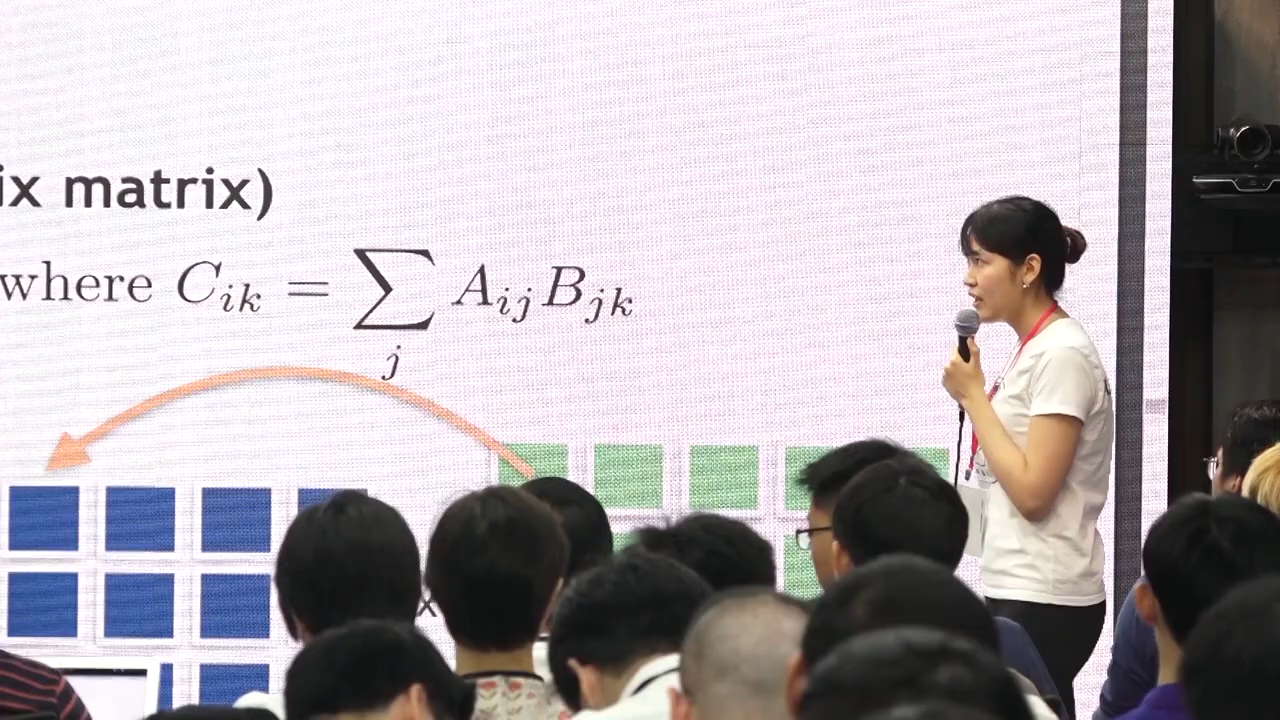 ix matrix)
where $C_{ik} = \sum_{j} A_{ij} B_{jk}$
x